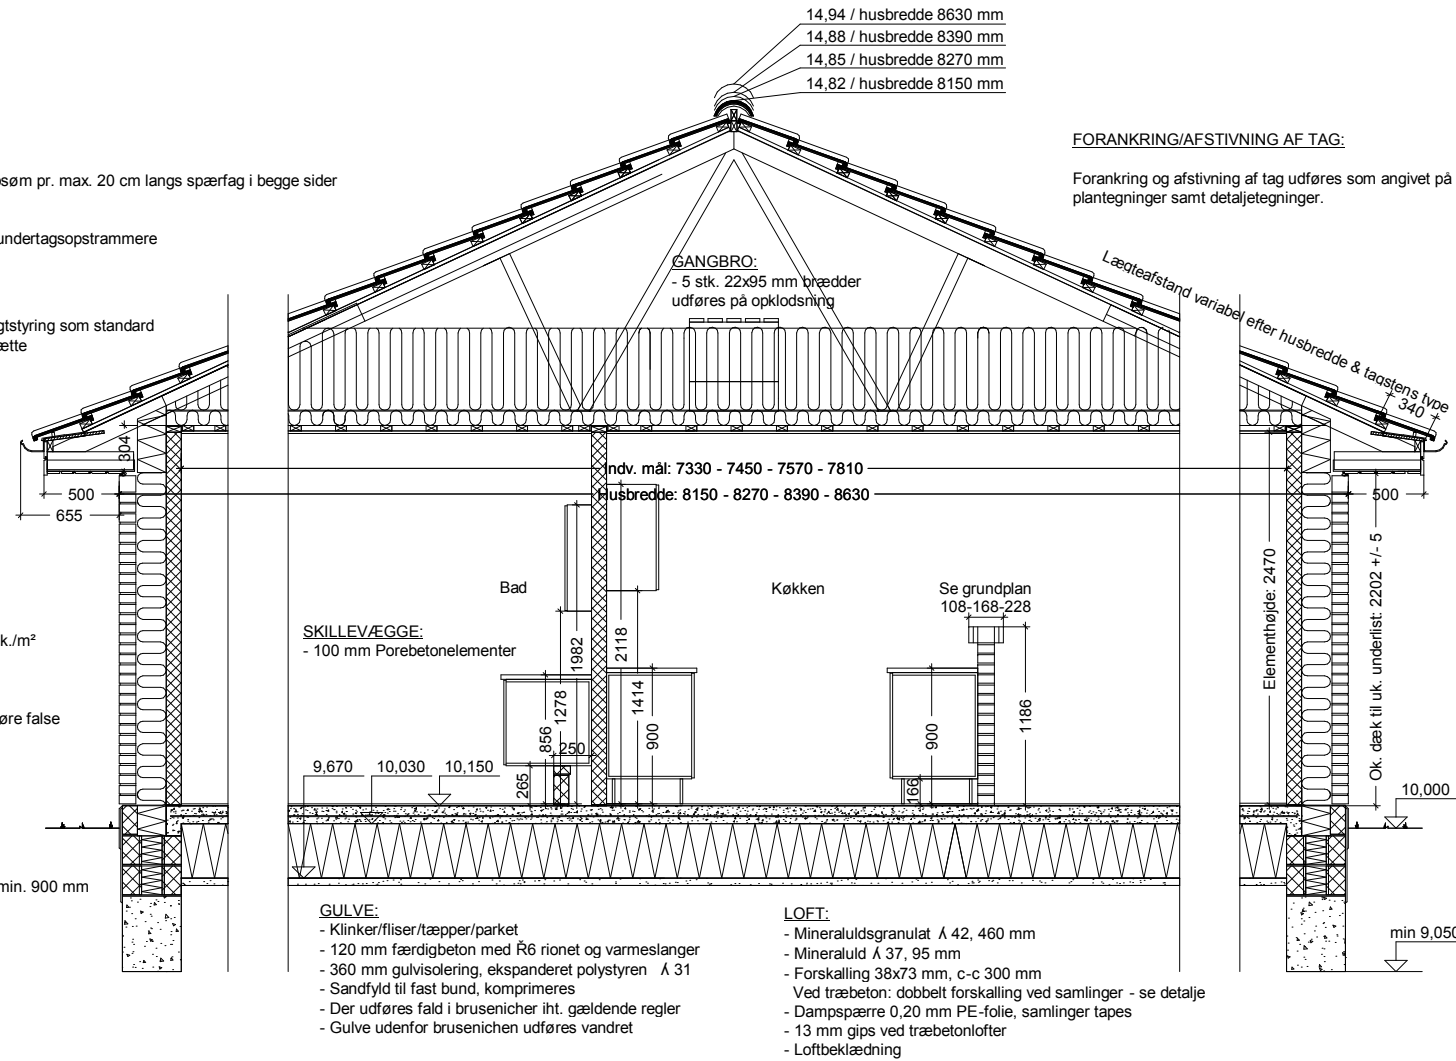 14,94 / husbredde 8630 mm
14,88 / husbredde 8390 mm
14,85 / husbredde 8270 mm
14,82 / husbredde 8150 mm
FORANKRING/AFSTIVNING AF TAG:
Forankring og afstivning af tag udføres som angivet på
plantegninger samt detaljetegninger.
søm pr. max. 20 cm langs spærfag i begge sider
undertagsopstrammere
gtstyring som standard
ætte
GANGBRO:
- 5 stk. 22x95 mm brædder
udføres på opklodsning
Lægteafstand variabel efter husbredde & tagstens type
340
304
500
655
Indv. mål: 7330 - 7450 - 7570 - 7810
Husbredde: 8150 - 8270 - 8390 - 8630
500
Bad
Køkken
Se grundplan
108-168-228
k./m²
SKILLEVÆGGE:
- 100 mm Porebetonelementer
øre false
1982
2118
1278
1414
856
900
250
265
900
166
1186
Elementhøjde: 2470
Ok. dæk til uk. underlist: 2202 +/- 5
9,670
10,030
10,150
10,000
min. 900 mm
min 9,050
GULVE:
- Klinker/fliser/tæpper/parket
- 120 mm færdigbeton med Ř6 rionet og varmeslanger
- 360 mm gulvisolering, ekspanderet polystyren ʎ 31
- Sandfyld til fast bund, komprimeres
- Der udføres fald i brusenicher iht. gældende regler
- Gulve udenfor brusenichen udføres vandret
LOFT:
- Mineraluldsgranulat ʎ 42, 460 mm
- Mineraluld ʎ 37, 95 mm
- Forskalling 38x73 mm, c-c 300 mm
Ved træbeton: dobbelt forskalling ved samlinger - se detalje
- Dampspærre 0,20 mm PE-folie, samlinger tapes
- 13 mm gips ved træbetonlofter
- Loftbeklædning